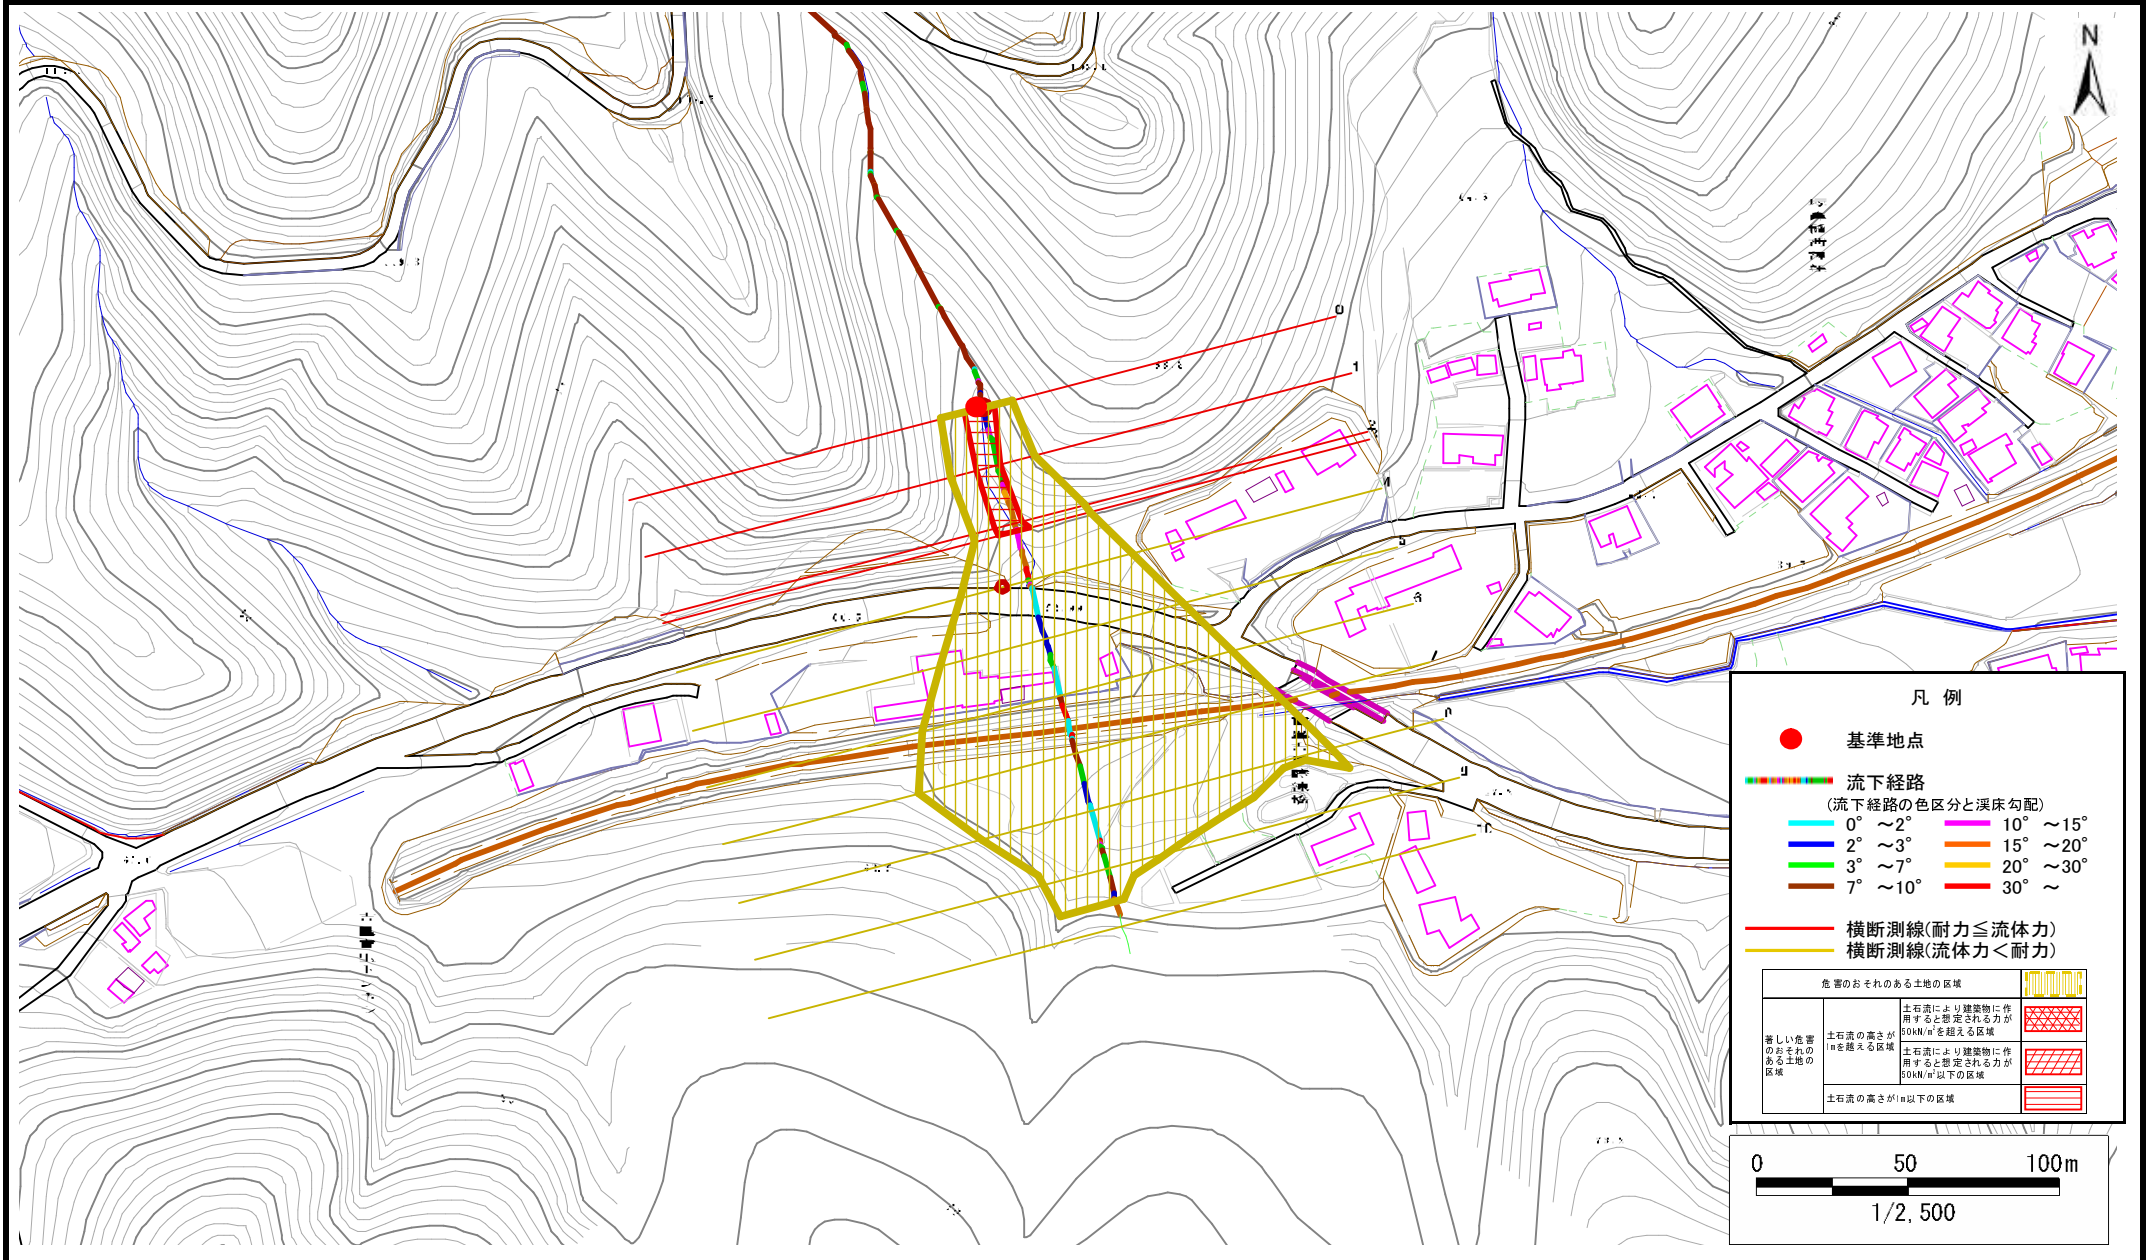 N
0
1
4
5
6
7
9
10
凡 例
基準地点
流下経路
(流下経路の色区分と渓床勾配)
0° ～2° 10° ～15°
2° ～3° 15° ～20°
3° ～7° 20° ～30°
7° ～10° 30° ～
横断測線(耐力≦流体力)
横断測線(流体力＜耐力)
危害のおそれのある土地の区域
著しい危害
のおそれの
ある土地の
区域
土石流の高さが
1mを越える区域
土石流により建築物に作
用すると想定される力が
50kN/㎡を超える区域
土石流により建築物に作
用すると想定される力が
50kN/㎡以下の区域
土石流の高さが1m以下の区域
0 50 100m
1/2,500